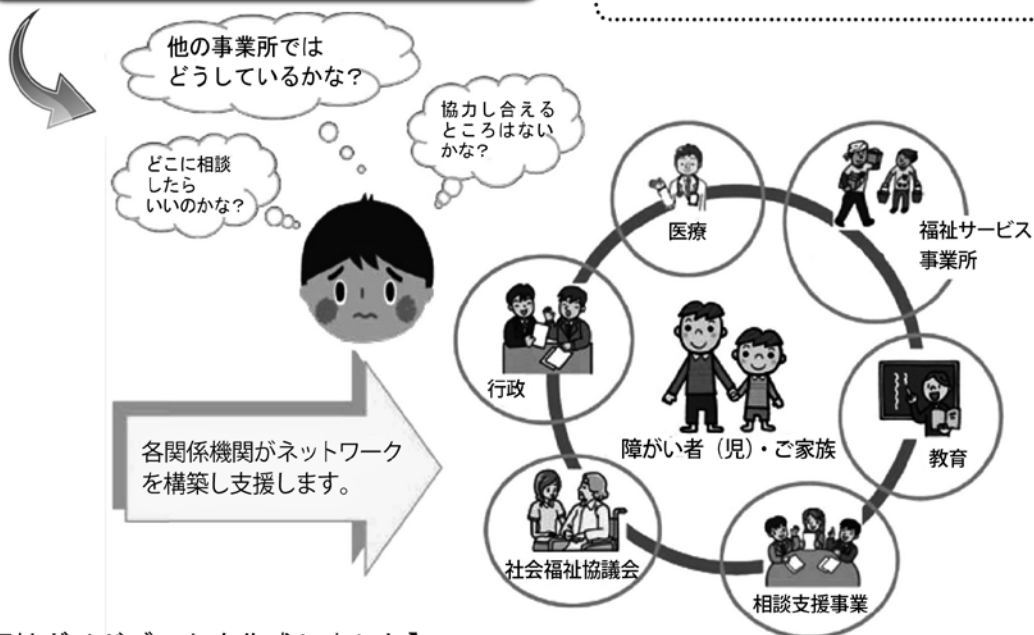 他の事業所では
どうしているかな?
協力し合える
ところはない
かな?
どこに相談
したら
いいのかな?
医療
福祉サービス
事業所
行政
障がい者(児)・ご家族
教育
各関係機関がネットワーク
を構築し支援します。
社会福祉協議会
相談支援事業